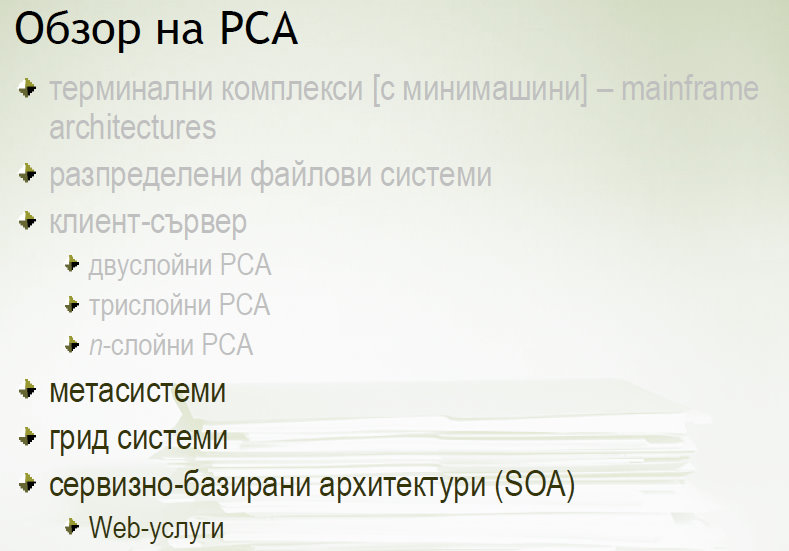 Обзор на РСА
терминални комплекси [с минимашини] – mainframe
architectures
разпределени файлови системи
клиент-сървер
двуслойни РСА
трислойни РСА
n-слойни РСА
метасистеми
грид системи
сервизно-базирани архитектури (SOA)
Web-услуги